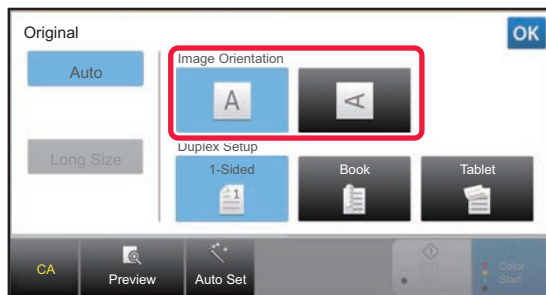 Original
OK
Auto
Long Size
Image Orientation
A
A
Duplex Setup
1-Sided
1
Book
Tablet
CA
Preview
Auto Set
B/W
Start
Color
Start